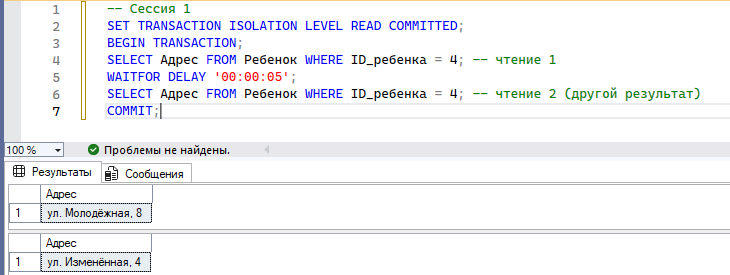 1 -- Сессия 1
2 SET TRANSACTION ISOLATION LEVEL READ COMMITTED;
3 BEGIN TRANSACTION;
4 SELECT Адрес FROM Ребенок WHERE ID_ребенка = 4; -- чтение 1
5 WAITFOR DELAY '00:00:05';
6 SELECT Адрес FROM Ребенок WHERE ID_ребенка = 4; -- чтение 2 (другой результат)
7 COMMIT;
100 % Проблемы не найдены.
Результаты Сообщения
Адрес
1 ул. Молодёжная, 8
Адрес
1 ул. Изменённая, 4